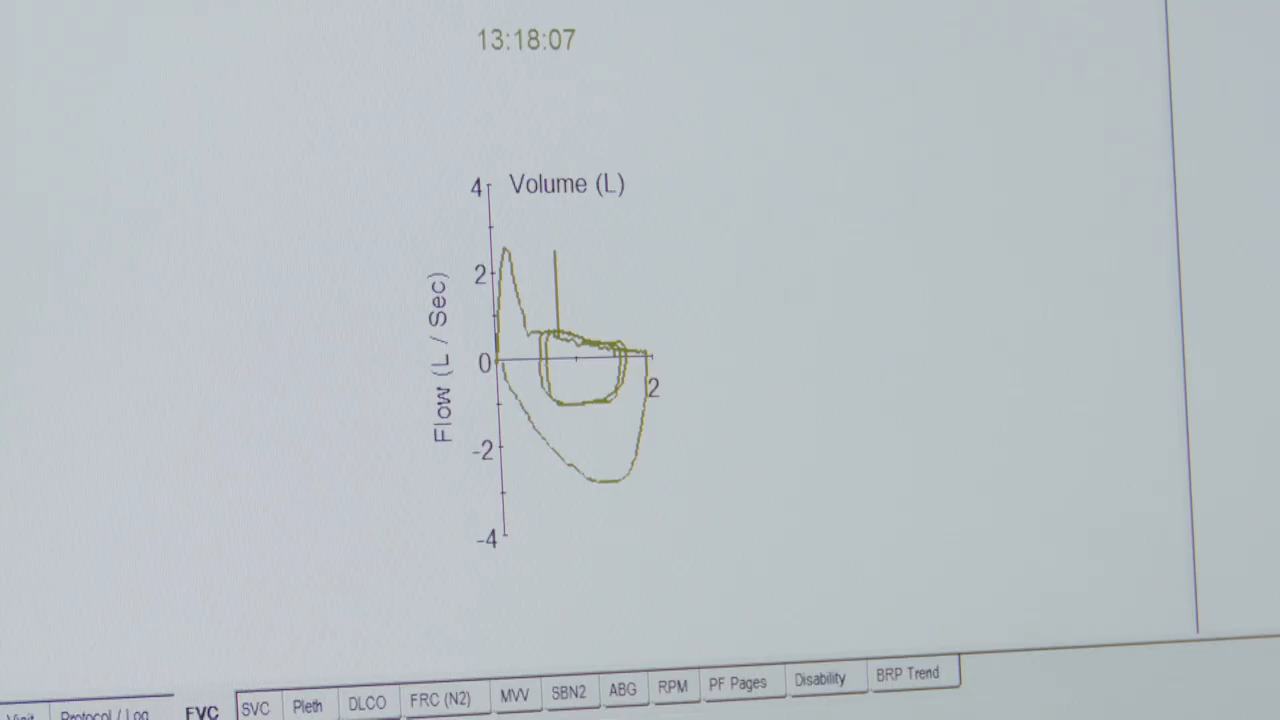 13:18:07
4 Volume (L)
2
0
2
-2
-4
Flow (L / Sec)
Visit Protocol / Log FVC SVC Pleth DLCO FRC (N2) MVV SBN2 ABG RPM PF Pages Disability BRP Trend